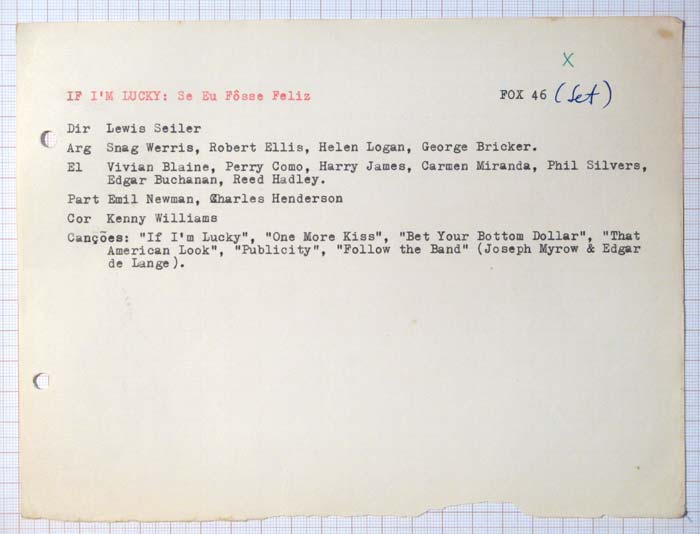 X
IF I'M LUCKY: Se Eu Fôsse Feliz FOX 46 (Set)
Dir Lewis Seiler
Arg Snag Werris, Robert Ellis, Helen Logan, George Bricker.
El Vivian Blaine, Perry Como, Harry James, Carmen Miranda, Phil Silvers,
Edgar Buchanan, Reed Hadley.
Part Emil Newman, Charles Henderson
Cor Kenny Williams
Canções: "If I'm Lucky", "One More Kiss", "Bet Your Bottom Dollar", "That
American Look", "Publicity", "Follow the Band" (Joseph Myrow & Edgar
de Lange).